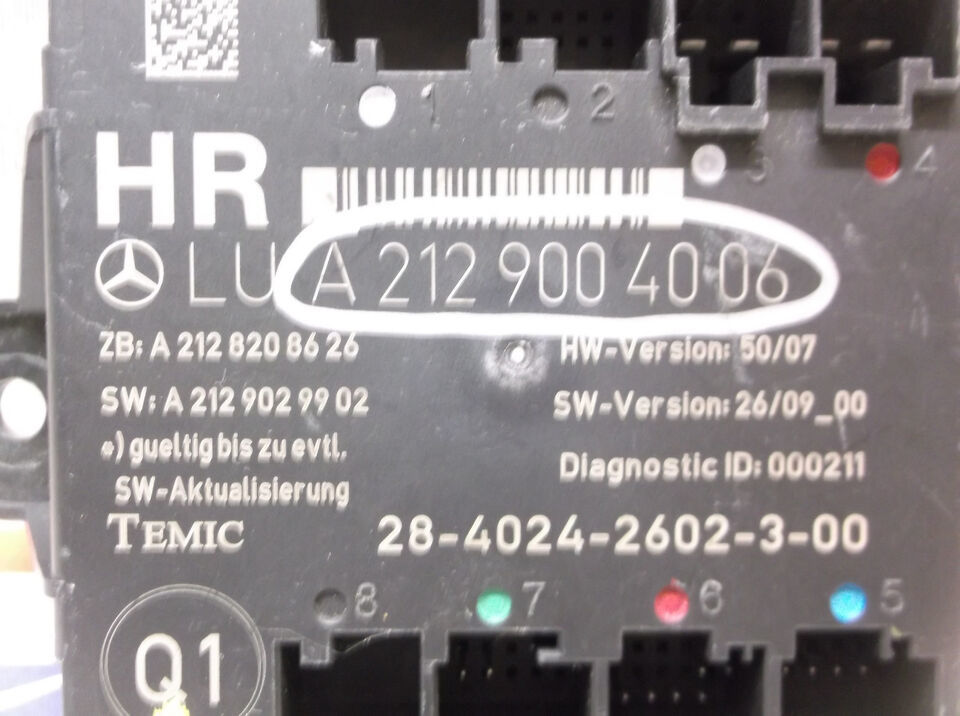 1 2
3 4
HR
LU A 212 900 40 06
ZB: A 212 820 86 26
HW-Version: 50/07
SW: A 212 902 99 02
SW-Version: 26/09_00
*) gueltig bis zu evtl.
SW-Aktualisierung
Diagnostic ID: 000211
TEMIC
28-4024-2602-3-00
8 7 6 5
Q1